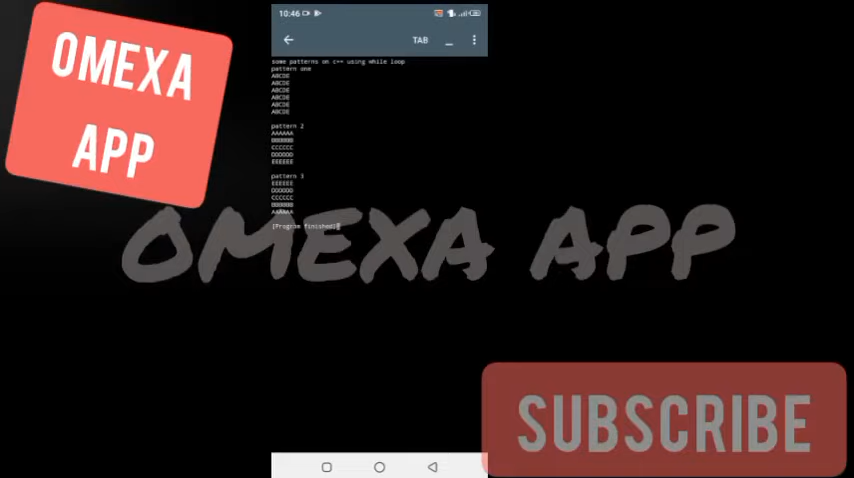 OMEXA
APP
10:46
TAB
some patterns on c++ using while loop
pattern one
ABCDE
ABCDE
ABCDE
ABCDE
ABCDE
ABCDE
pattern 2
AAAAAA
BBBBBB
CCCCCC
DDDDDD
EEEEEE
pattern 3
EEEEEE
DDDDDD
CCCCCC
BBBBBB
AAAAAA
[Program finished]
OMEXA APP
SUBSCRIBE